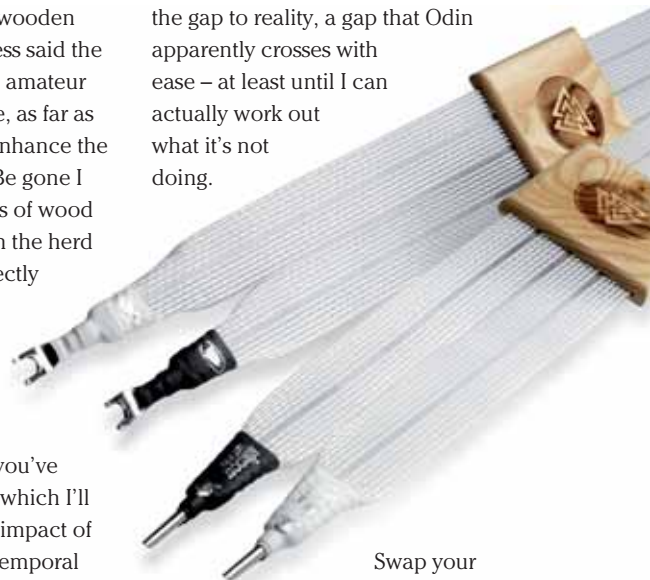 wooden
ess said the
amateur
e, as far as
nhance the
Be gone I
s of wood
n the herd
ectly
you've
which I'll
impact of
temporal
the gap to reality, a gap that Odin
apparently crosses with
ease – at least until I can
actually work out
what it's not
doing.
Swap your